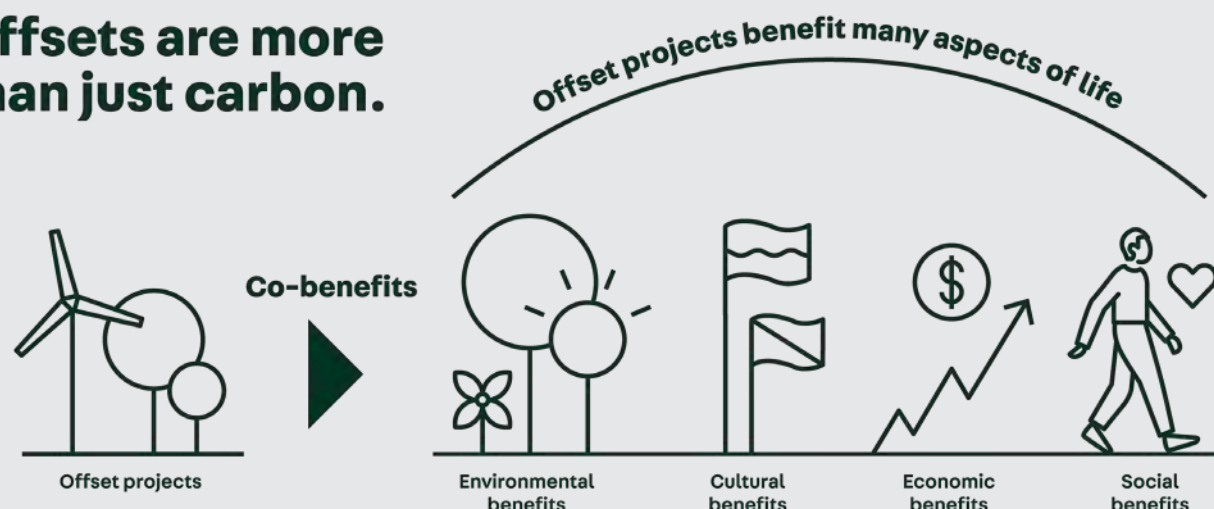 ffsets are more
an just carbon.
Offset projects benefit many aspects of life
Co-benefits
$
Offset projects
Environmental
benefits
Cultural
benefits
Economic
benefits
Social
benefits